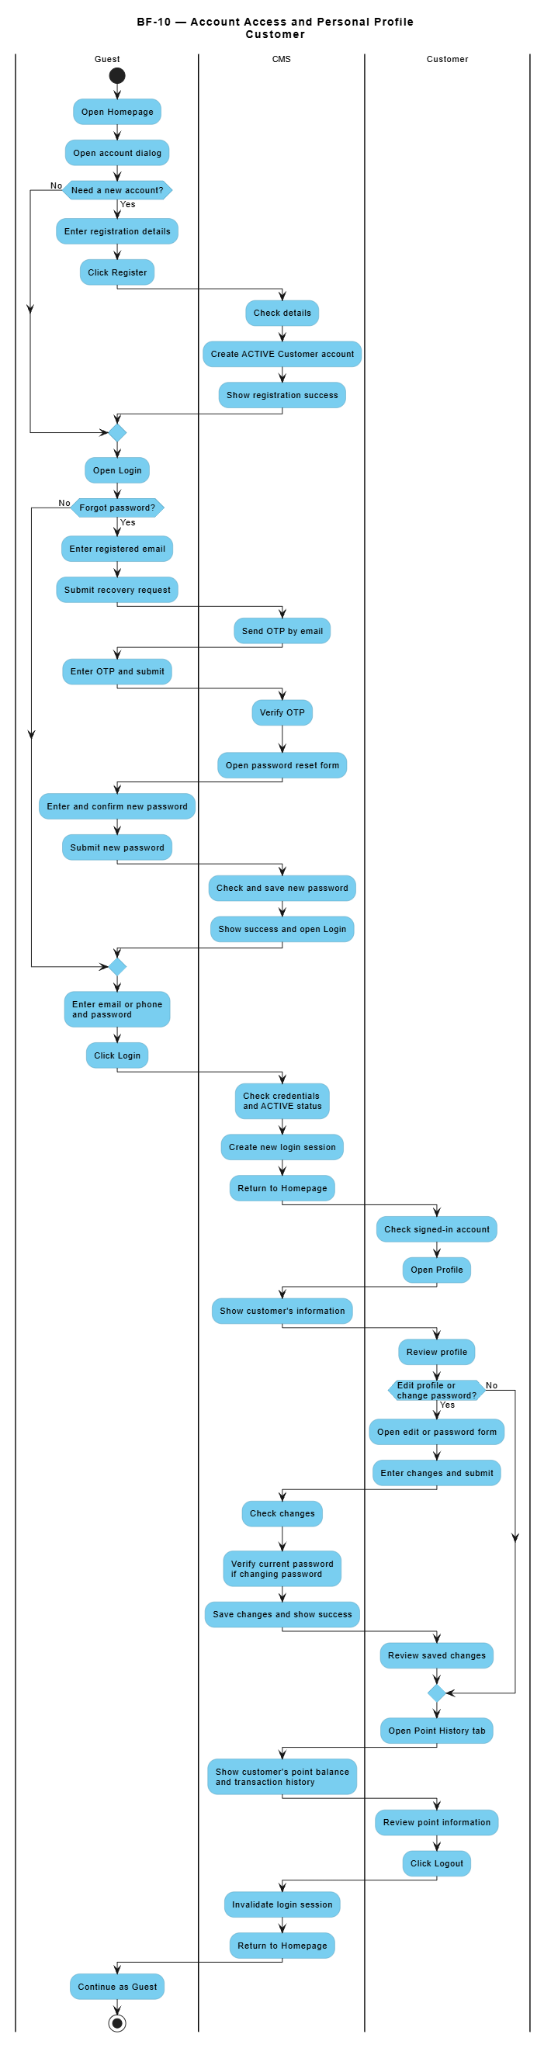 BF-10 — Account Access and Personal Profile
Customer
Guest
CMS
Customer
Open Homepage
Open account dialog
Need a new account?
No
Yes
Enter registration details
Click Register
Check details
Create ACTIVE Customer account
Show registration success
Open Login
Forgot password?
No
Yes
Enter registered email
Submit recovery request
Send OTP by email
Enter OTP and submit
Verify OTP
Open password reset form
Enter and confirm new password
Submit new password
Check and save new password
Show success and open Login
Enter email or phone
and password
Click Login
Check credentials
and ACTIVE status
Create new login session
Return to Homepage
Check signed-in account
Open Profile
Show customer's information
Review profile
Edit profile or
change password?
No
Yes
Open edit or password form
Enter changes and submit
Check changes
Verify current password
if changing password
Save changes and show success
Review saved changes
Open Point History tab
Show customer's point balance
and transaction history
Review point information
Click Logout
Invalidate login session
Return to Homepage
Continue as Guest